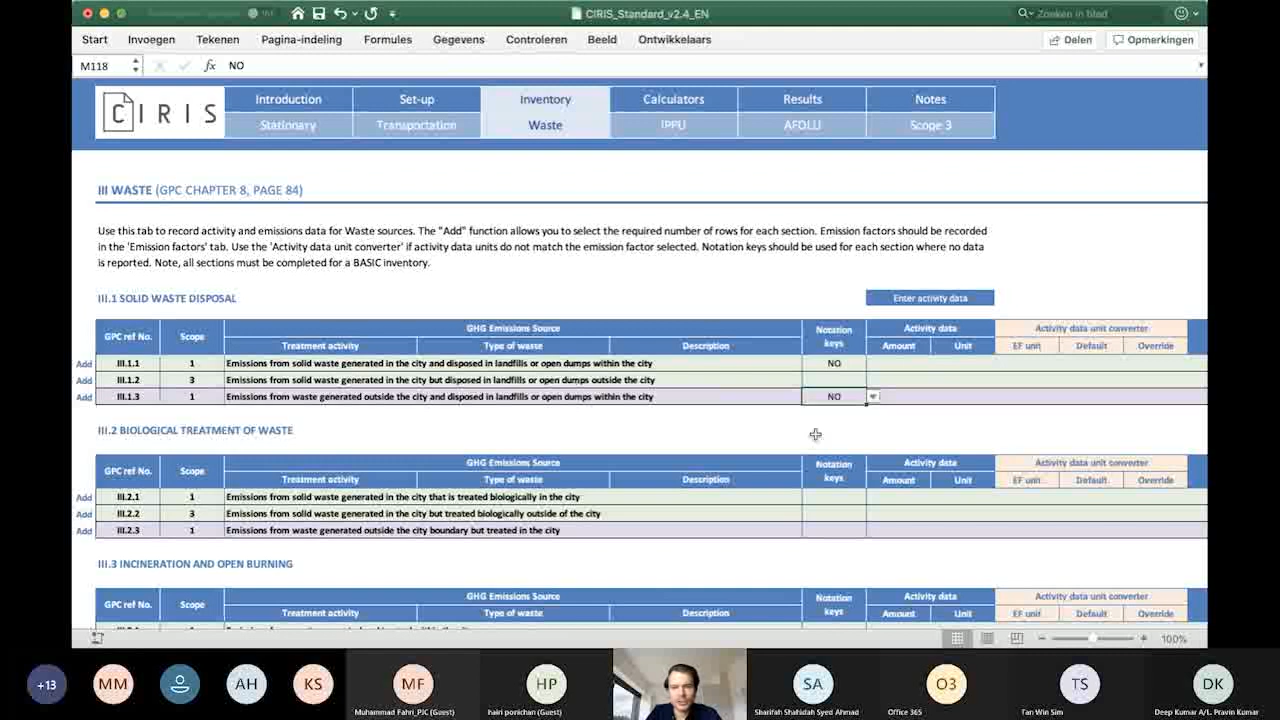 CIRIS_Standard_v2.4_EN
Zoeken in blad
Start Invoegen Tekenen Pagina-indeling Formules Gegevens Controleren Beeld Ontwikkelaars Delen Opmerkingen
M118 fx NO
CIRIS Introduction Set-up Inventory Calculators Results Notes
Stationary Transportation Waste IPPU AFOLU Scope 3
III WASTE (GPC CHAPTER 8, PAGE 84)
Use this tab to record activity and emissions data for Waste sources. The "Add" function allows you to select the required number of rows for each section. Emission factors should be recorded
in the 'Emission factors' tab. Use the 'Activity data unit converter' if activity data units do not match the emission factor selected. Notation keys should be used for each section where no data
is reported. Note, all sections must be completed for a BASIC inventory.
III.1 SOLID WASTE DISPOSAL Enter activity data
GPC ref No. Scope GHG Emissions Source Notation keys Activity data Activity data unit converter
Treatment activity Type of waste Description Amount Unit EF unit Default Override
Add III.1.1 1 Emissions from solid waste generated in the city and disposed in landfills or open dumps within the city NO
Add III.1.2 3 Emissions from solid waste generated in the city but disposed in landfills or open dumps outside the city
Add III.1.3 1 Emissions from waste generated outside the city and disposed in landfills or open dumps within the city NO
III.2 BIOLOGICAL TREATMENT OF WASTE
GPC ref No. Scope GHG Emissions Source Notation keys Activity data Activity data unit converter
Treatment activity Type of waste Description Amount Unit EF unit Default Override
Add III.2.1 1 Emissions from solid waste generated in the city that is treated biologically in the city
Add III.2.2 3 Emissions from solid waste generated in the city but treated biologically outside of the city
Add III.2.3 1 Emissions from waste generated outside the city boundary but treated in the city
III.3 INCINERATION AND OPEN BURNING
GPC ref No. Scope GHG Emissions Source Notation keys Activity data Activity data unit converter
Treatment activity Type of waste Description Amount Unit EF unit Default Override
100%
+13 MM AH KS MF HP SA O3 TS DK
Muhammad Fahri_PJC (Guest) hairi ponichan (Guest) Sharifah Shahidah Syed Ahmad Office 365 Tan Win Sim Deep Kumar A/L. Pravin Kumar